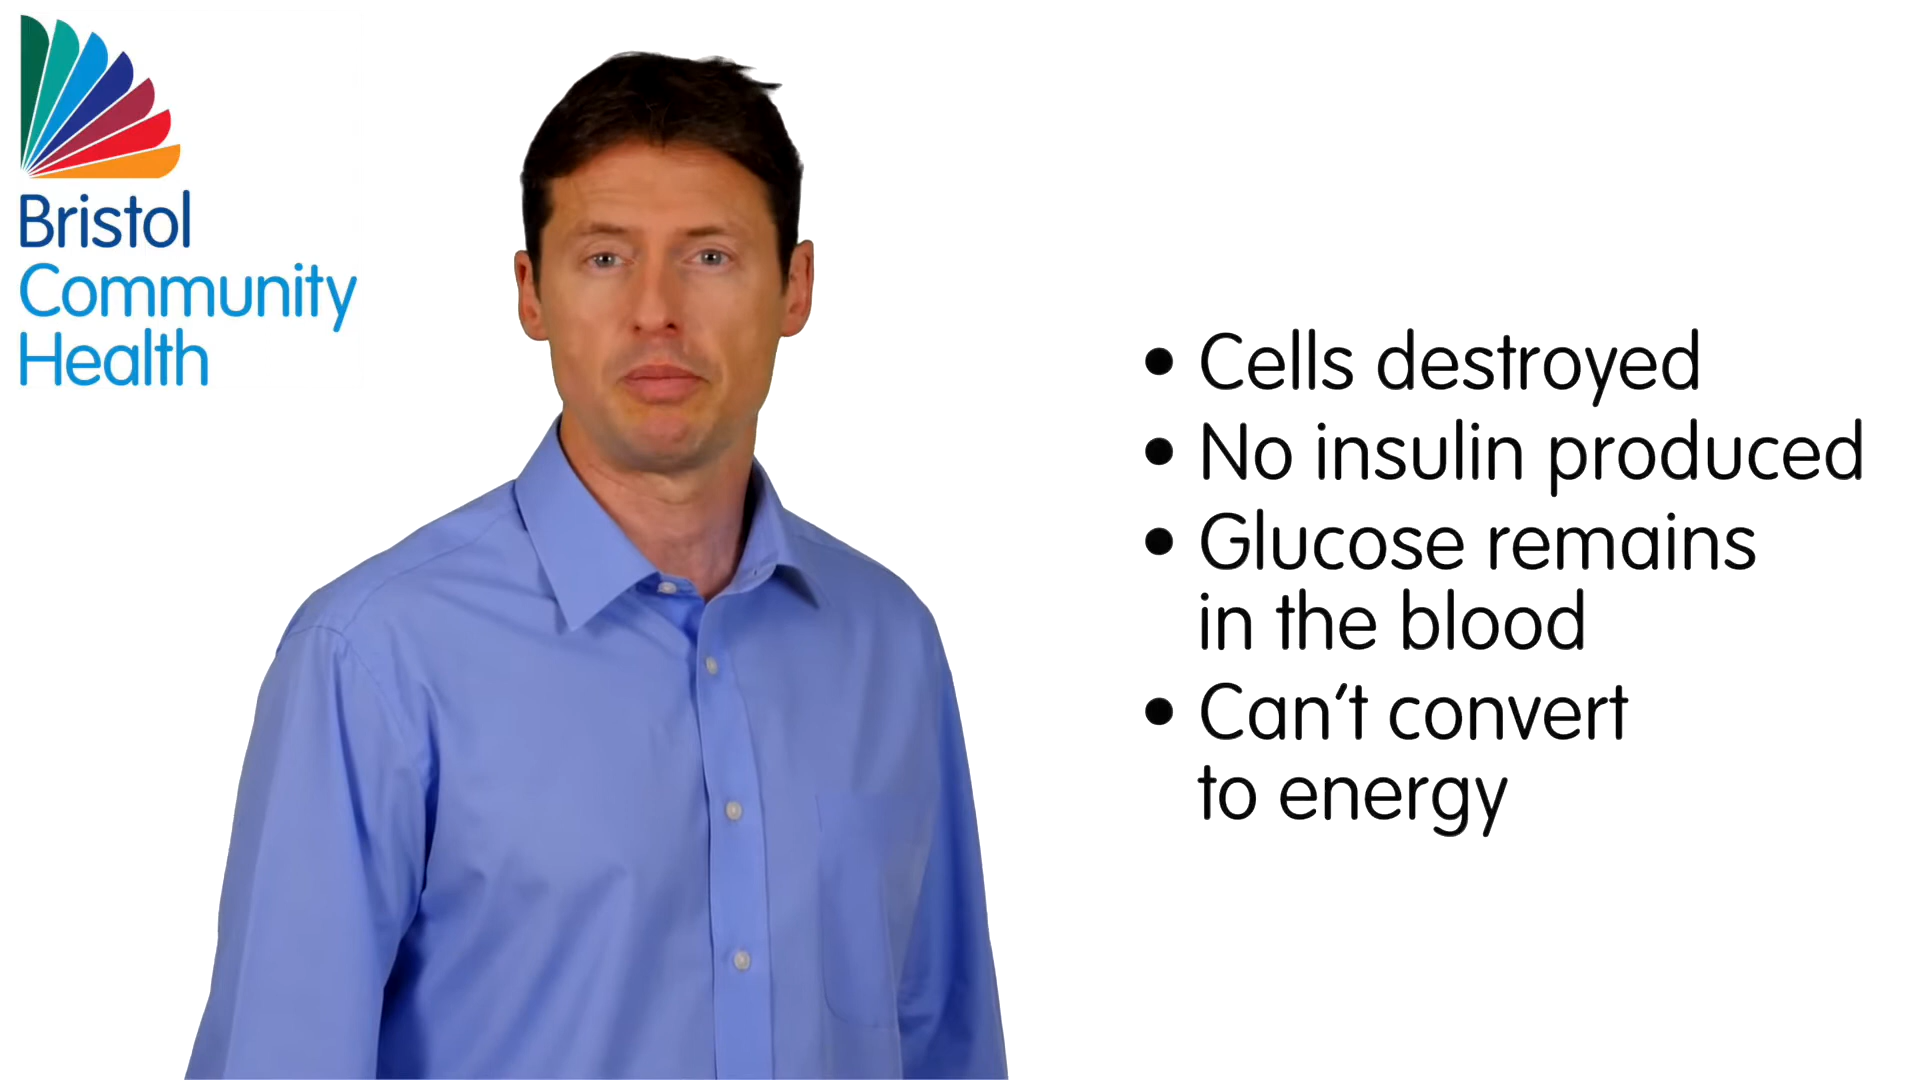 Bristol
Community
Health
• Cells destroyed
• No insulin produced
• Glucose remains
in the blood
• Can't convert
to energy